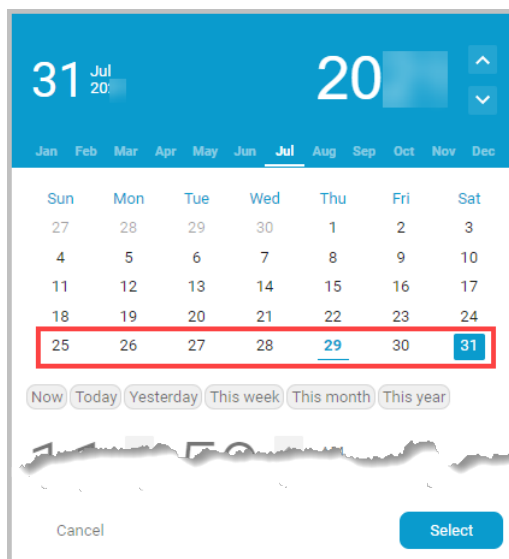 31 Jul
20
20
Jan Feb Mar Apr May Jun Jul Aug Sep Oct Nov Dec
Sun Mon Tue Wed Thu Fri Sat
27 28 29 30 1 2 3
4 5 6 7 8 9 10
11 12 13 14 15 16 17
18 19 20 21 22 23 24
25 26 27 28 29 30 31
Now Today Yesterday This week This month This year
Cancel Select